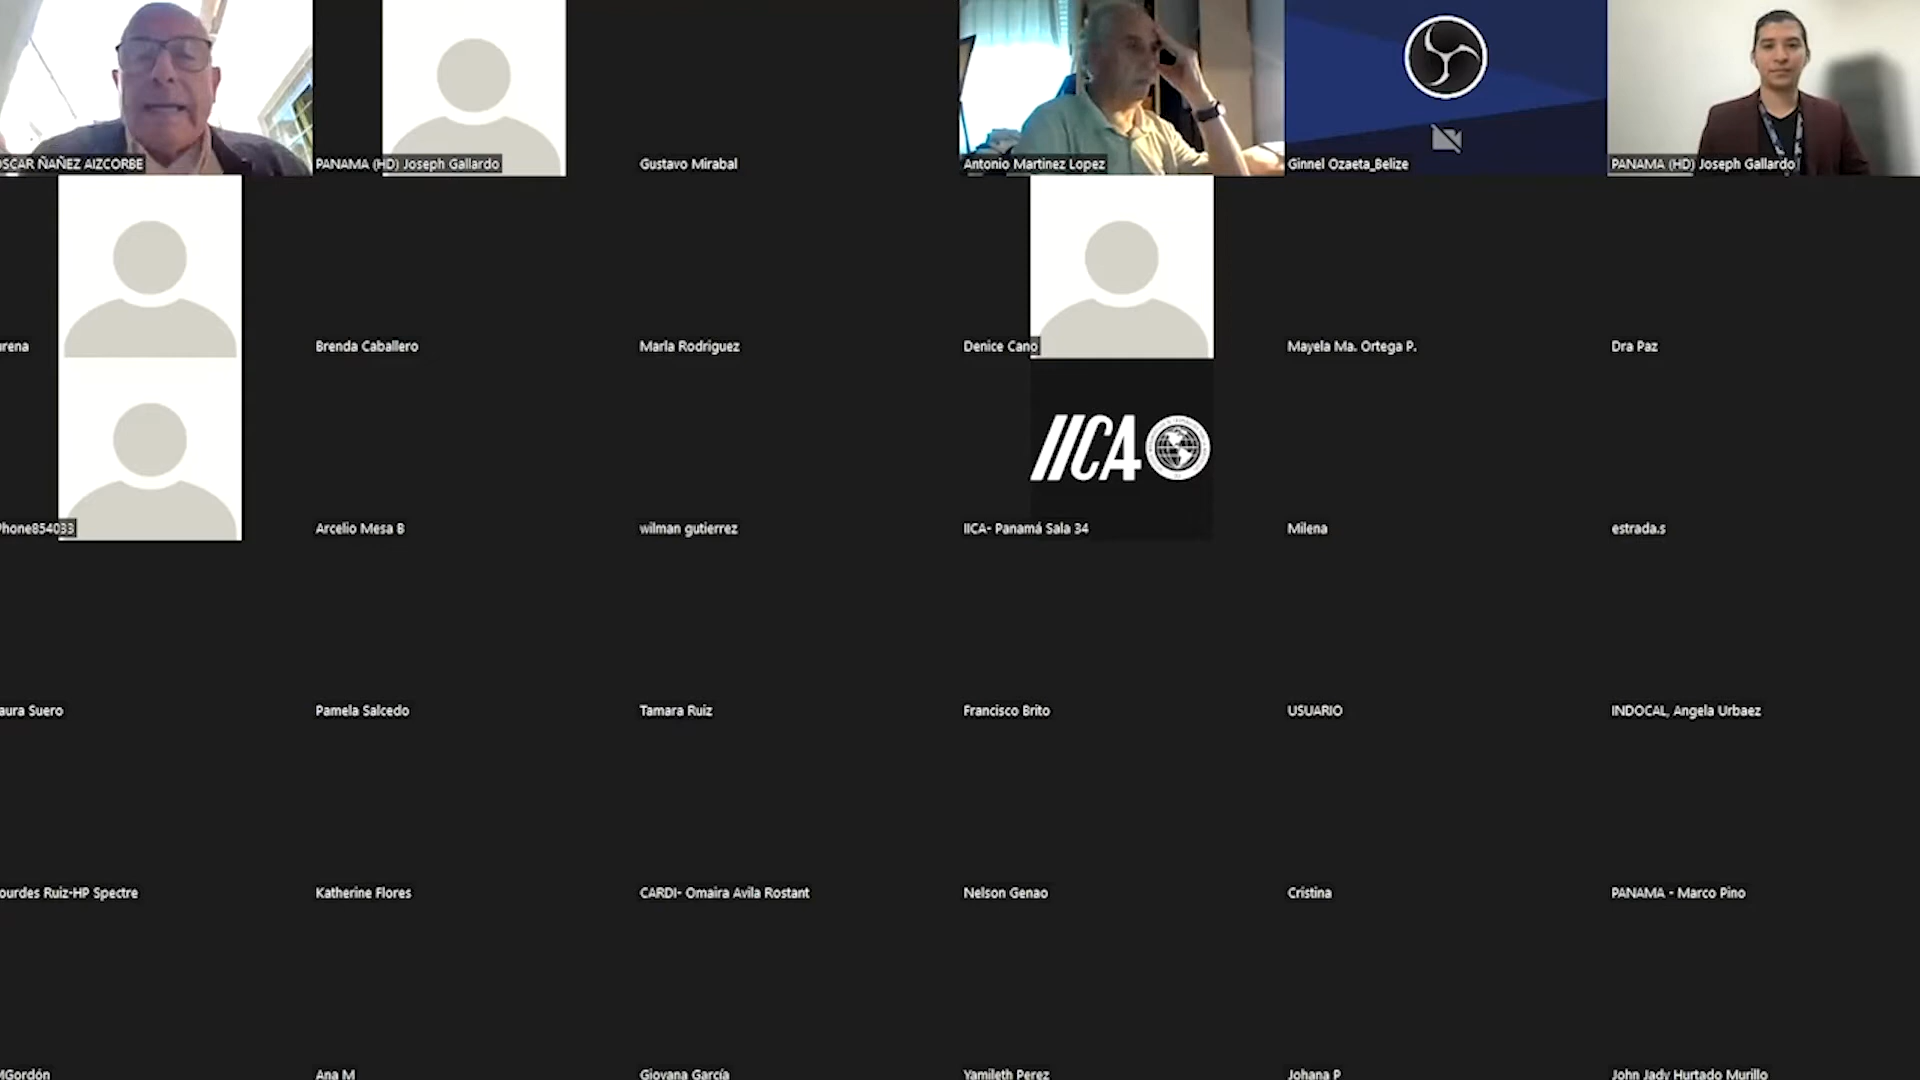 OSCAR ÑAÑEZ AIZCORBE
PANAMA (HD) Joseph Gallardo
Gustavo Mirabal
Antonio Martinez Lopez
Ginnel Ozaeta_Belize
PANAMA (HD) Joseph Gallardo
urena
Brenda Caballero
Marla Rodriguez
Denice Cano
Mayela Ma. Ortega P.
Dra Paz
Phone854033
Arcelio Mesa B
wilman gutierrez
IICA
IICA- Panamá Sala 34
Milena
estrada.s
aura Suero
Pamela Salcedo
Tamara Ruiz
Francisco Brito
USUARIO
INDOCAL, Angela Urbaez
ourdes Ruiz-HP Spectre
Katherine Flores
CARDI- Omaira Avila Rostant
Nelson Genao
Cristina
PANAMA - Marco Pino
MGordón
Ana M
Giovana García
Yamileth Perez
Johana P
John Jady Hurtado Murillo